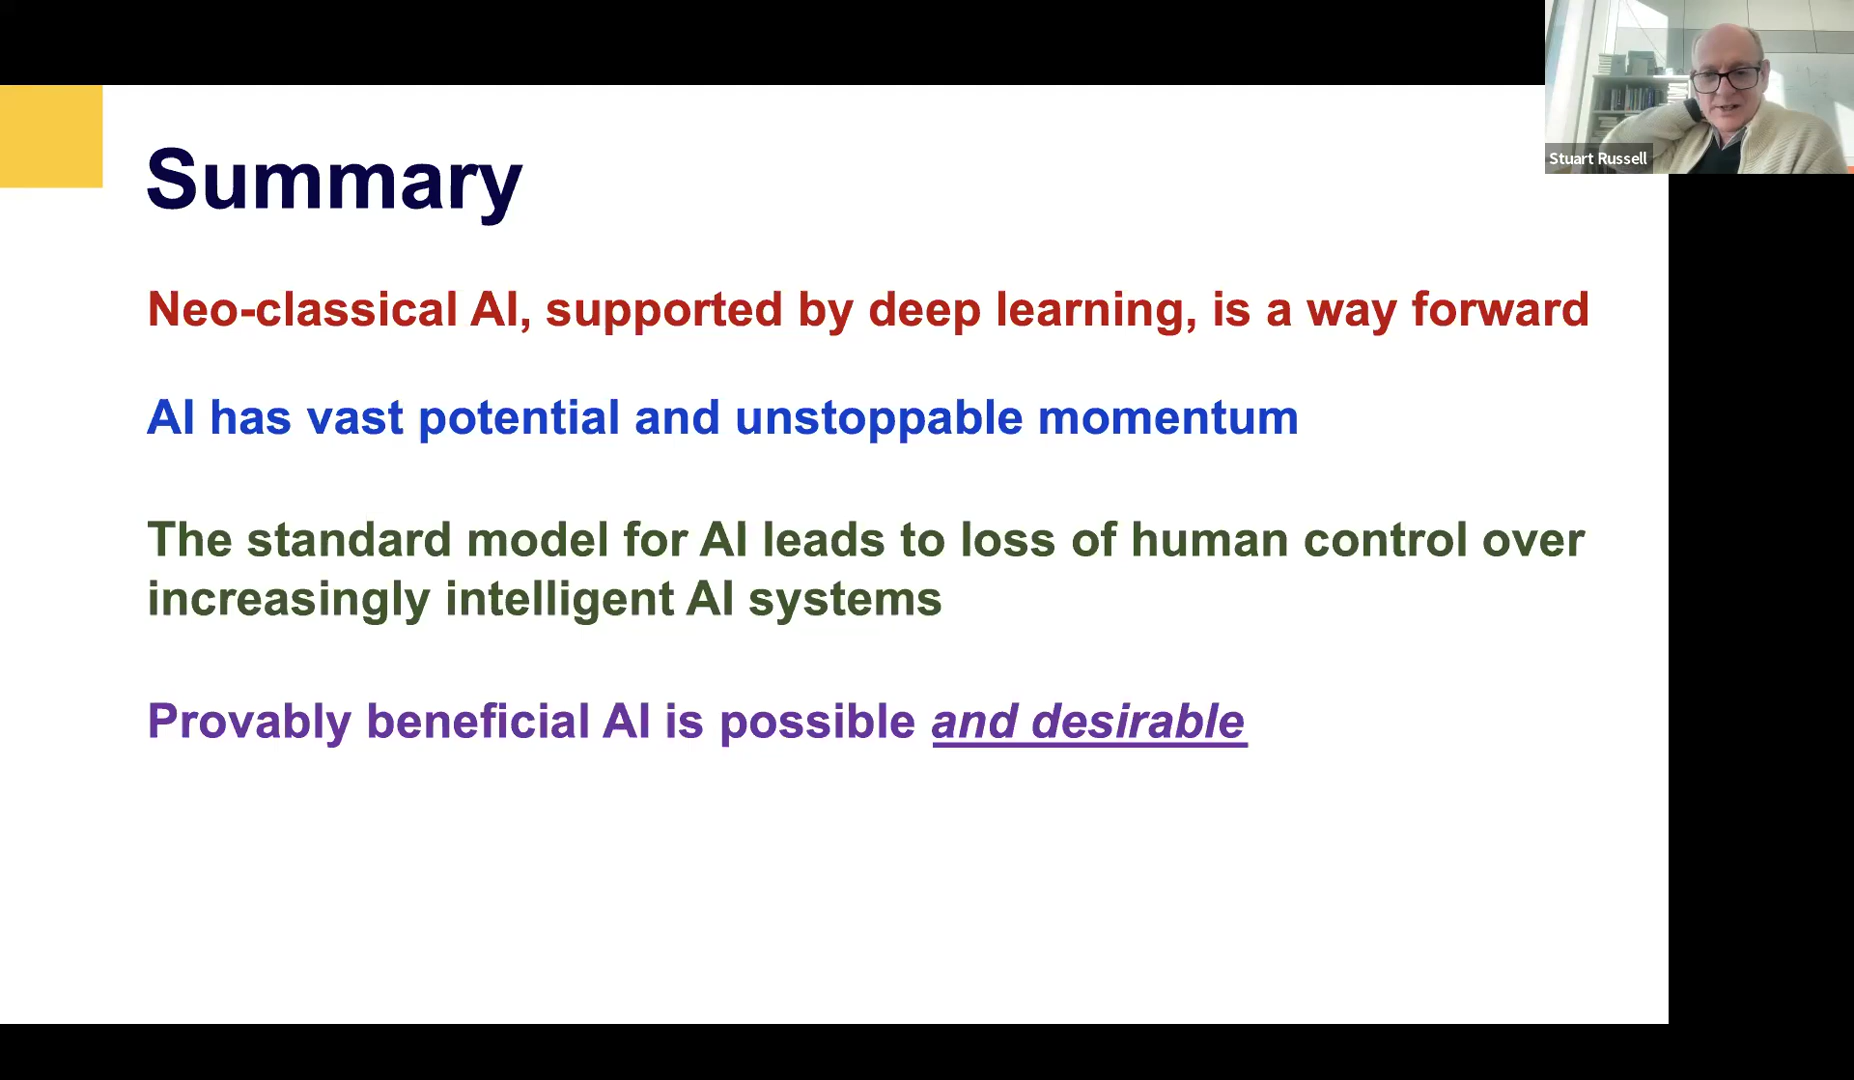 Stuart Russell
Summary
Neo-classical AI, supported by deep learning, is a way forward
AI has vast potential and unstoppable momentum
The standard model for AI leads to loss of human control over
increasingly intelligent AI systems
Provably beneficial AI is possible and desirable